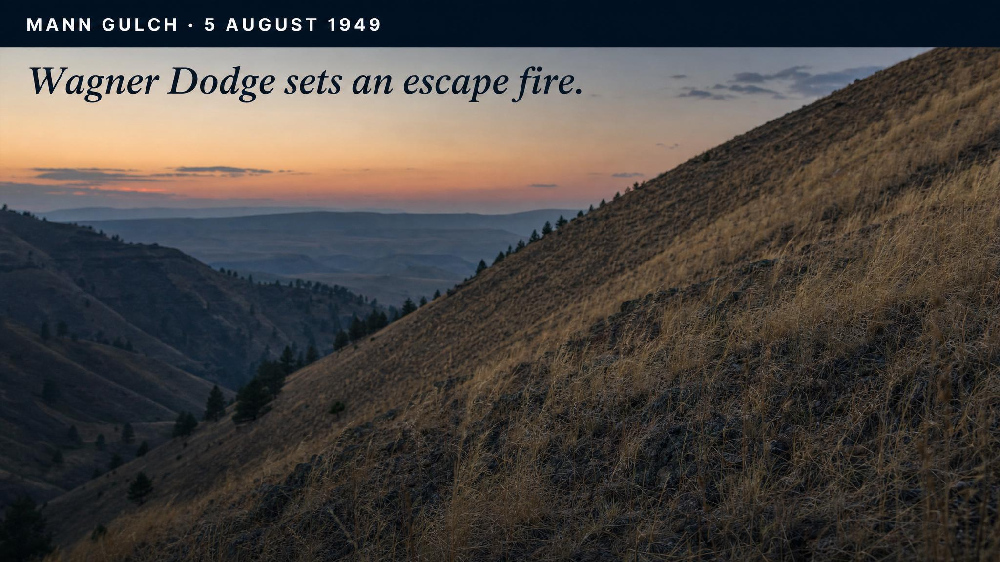 MANN GULCH · 5 AUGUST 1949
Wagner Dodge sets an escape fire.